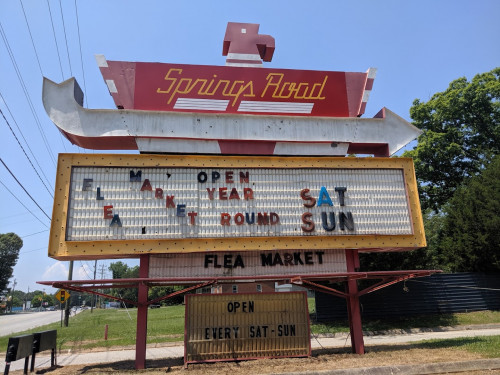 Springs Road
FLEA MARKET OPEN YEAR ROUND SAT SUN
FLEA MARKET
OPEN
EVERY SAT-SUN